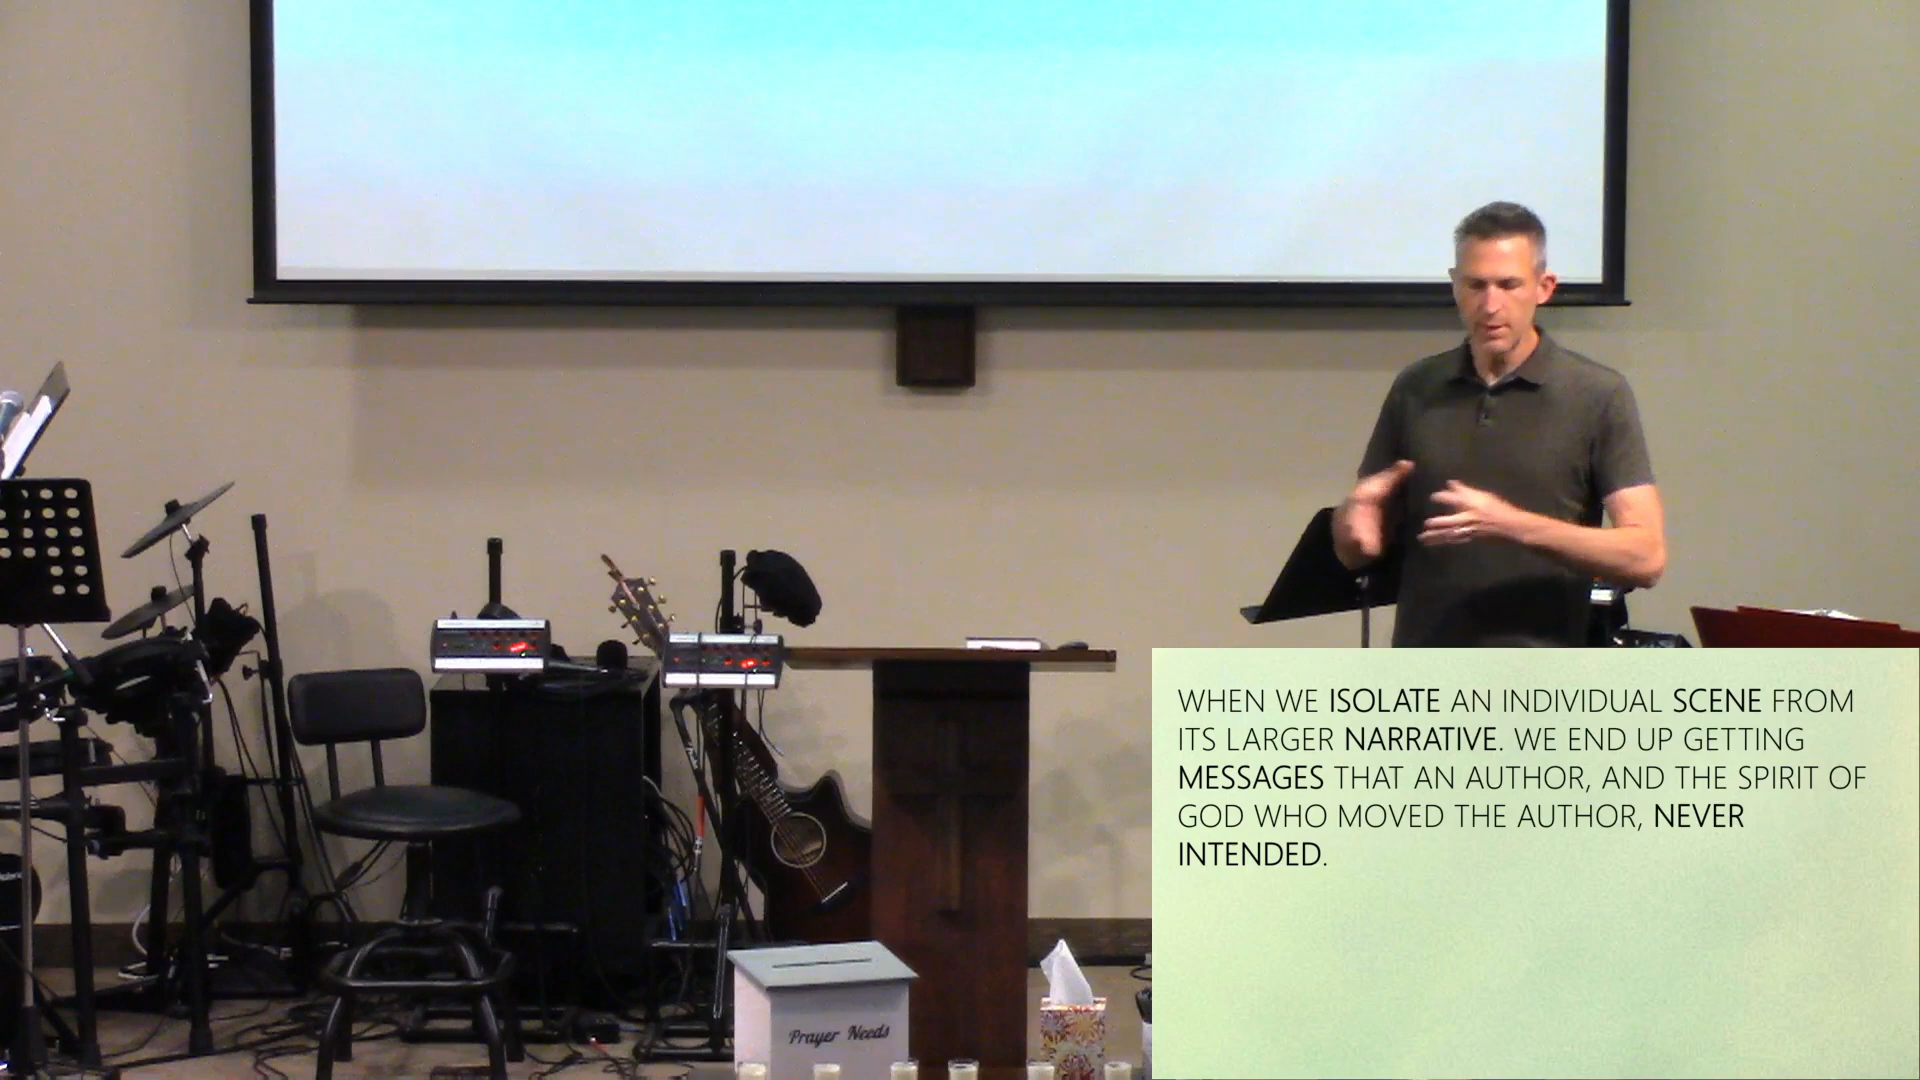 WHEN WE ISOLATE AN INDIVIDUAL SCENE FROM
ITS LARGER NARRATIVE. WE END UP GETTING
MESSAGES THAT AN AUTHOR, AND THE SPIRIT OF
GOD WHO MOVED THE AUTHOR, NEVER
INTENDED.
Prayer Needs